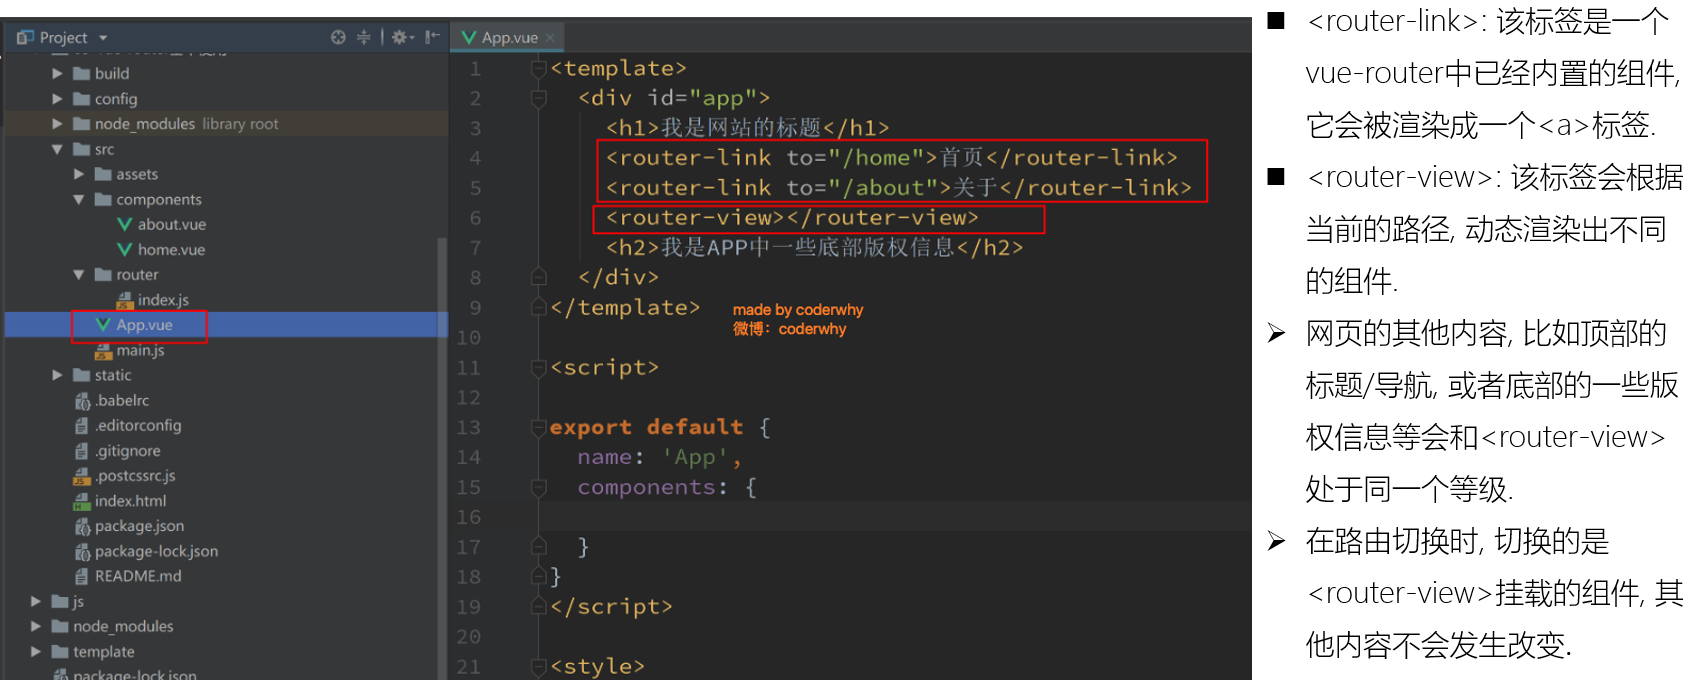 Project
build
config
node_modules library root
src
assets
components
about.vue
home.vue
router
index.js
App.vue
main.js
static
.babelrc
.editorconfig
.gitignore
.postcssrc.js
index.html
package.json
package-lock.json
README.md
js
node_modules
template
package-lock.json
App.vue
1 <template>
2 <div id="app">
3 <h1>我是网站的标题</h1>
4 <router-link to="/home">首页</router-link>
5 <router-link to="/about">关于</router-link>
6 <router-view></router-view>
7 <h2>我是APP中一些底部版权信息</h2>
8 </div>
9 </template>
10
11 <script>
12
13 export default {
14 name: 'App',
15 components: {
16
17 }
18 }
19 </script>
20
21 <style>
made by coderwhy
微博：coderwhy
■ <router-link>: 该标签是一个
vue-router中已经内置的组件,
它会被渲染成一个<a>标签.
■ <router-view>: 该标签会根据
当前的路径, 动态渲染出不同
的组件.
➢ 网页的其他内容, 比如顶部的
标题/导航, 或者底部的一些版
权信息等会和<router-view>
处于同一个等级.
➢ 在路由切换时, 切换的是
<router-view>挂载的组件, 其
他内容不会发生改变.